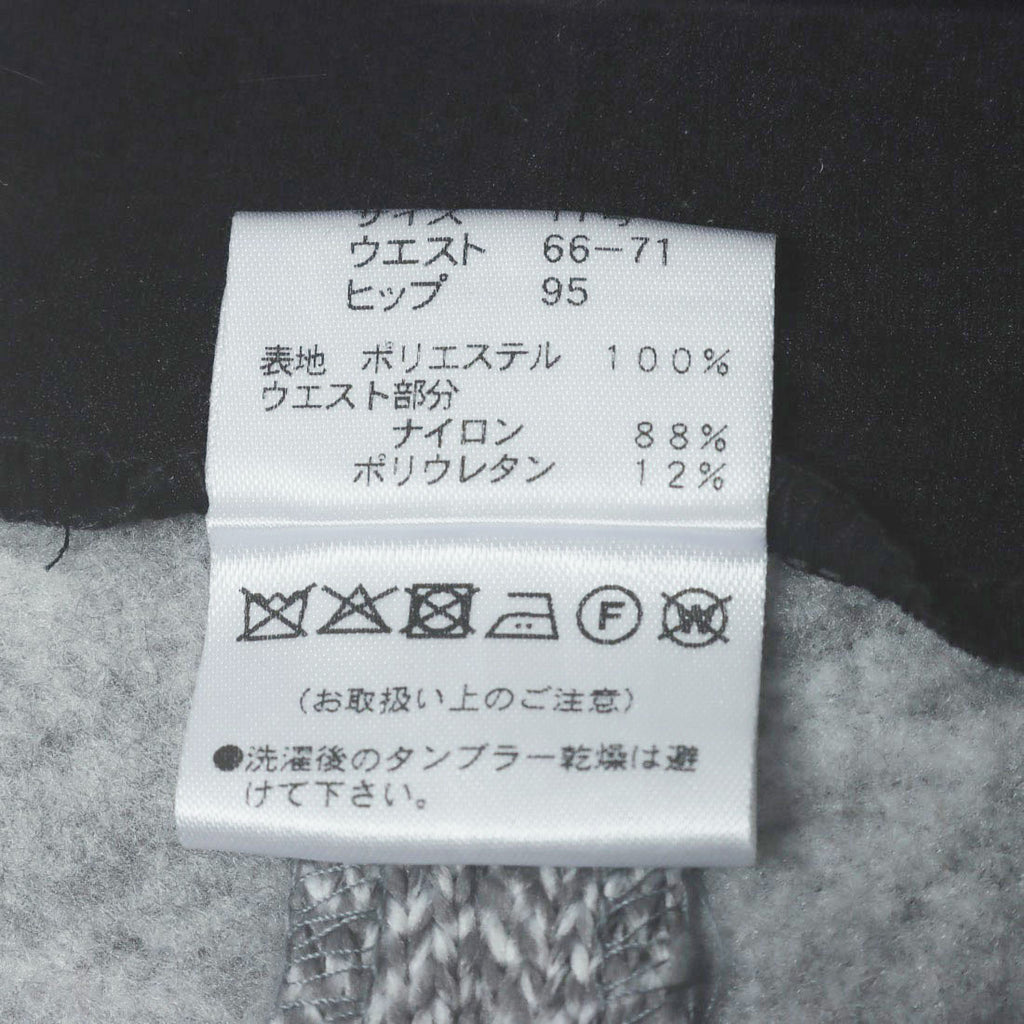 サイズ
ウエスト 66-71
ヒップ 95
表地 ポリエステル 100%
ウエスト部分
ナイロン 88%
ポリウレタン 12%
F W
(お取扱い上のご注意)
●洗濯後のタンブラー乾燥は避
けて下さい。